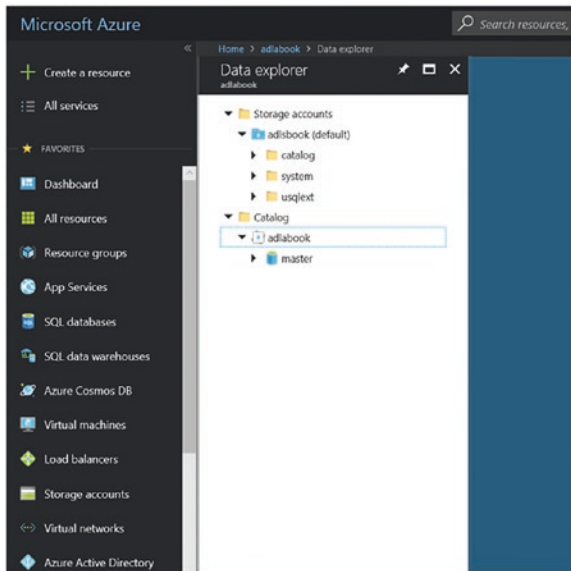 Microsoft Azure
Search resources,
Home > adlabook > Data explorer
Create a resource
All services
FAVORITES
Dashboard
All resources
Resource groups
App Services
SQL databases
SQL data warehouses
Azure Cosmos DB
Virtual machines
Load balancers
Storage accounts
Virtual networks
Azure Active Directory
Data explorer
adlabook
Storage accounts
adlsbook (default)
catalog
system
usqlext
Catalog
adlabook
master